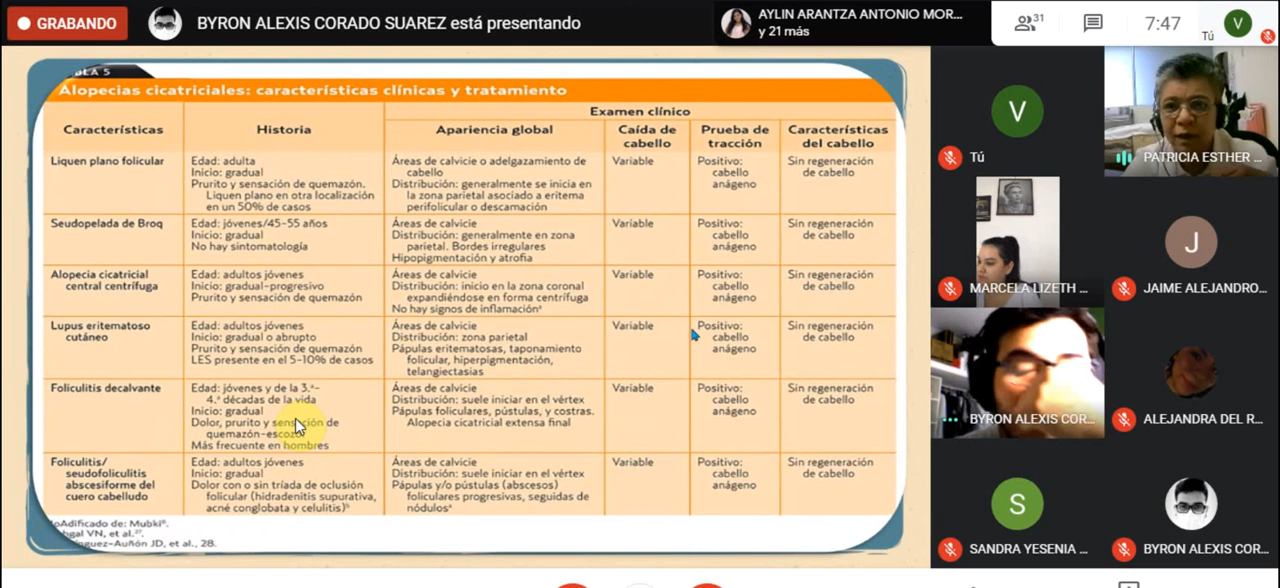 GRABANDO
BYRON ALEXIS CORADO SUAREZ está presentando
AYLIN ARANTZA ANTONIO MOR...
y 21 más
31
7:47
Tú
V
5
Alopecias cicatriciales: características clínicas y tratamiento
Examen clínico
Características
Historia
Apariencia global
Caída de
cabello
Prueba de
tracción
Características
del cabello
Liquen plano folicular
Edad: adulta
Inicio: gradual
Prurito y sensación de quemazón.
Liquen plano en otra localización
en un 50% de casos
Áreas de calvicie o adelgazamiento de
cabello
Distribución: generalmente se inicia en
la zona parietal asociado a eritema
perifolicular o descamación
Variable
Positivo:
cabello
anágeno
Sin regeneración
de cabello
Seudopelada de Broq
Edad: jóvenes/45-55 años
Inicio: gradual
No hay sintomatología
Áreas de calvicie
Distribución: generalmente en zona
parietal. Bordes irregulares
Hipopigmentación y atrofia
Variable
Positivo:
cabello
anágeno
Sin regeneración
de cabello
Alopecia cicatricial
central centrífuga
Edad: adultos jóvenes
Inicio: gradual-progresivo
Prurito y sensación de quemazón
Áreas de calvicie
Distribución: inicio en la zona coronal
expandiéndose en forma centrífuga
No hay signos de inflamaciónᵃ
Variable
Positivo:
cabello
anágeno
Sin regeneración
de cabello
Lupus eritematoso
cutáneo
Edad: adultos jóvenes
Inicio: gradual o abrupto
Prurito y sensación de quemazón
LES presente en el 5-10% de casos
Áreas de calvicie
Distribución: zona parietal
Pápulas eritematosas, taponamiento
folicular, hiperpigmentación,
telangiectasias
Variable
Positivo:
cabello
anágeno
Sin regeneración
de cabello
Foliculitis decalvante
Edad: jóvenes y de la 3.ᵃ-
4.ᵃ décadas de la vida
Inicio: gradual
Dolor, prurito y sensación de
quemazón-escozor
Más frecuente en hombres
Áreas de calvicie
Distribución: suele iniciar en el vértex
Pápulas foliculares, pústulas, y costras.
Alopecia cicatricial extensa final
Variable
Positivo:
cabello
anágeno
Sin regeneración
de cabello
Foliculitis/
seudofoliculitis
abscesiforme del
cuero cabelludo
Edad: adultos jóvenes
Inicio: gradual
Dolor con o sin tríada de oclusión
folicular (hidradenitis supurativa,
acné conglobata y celulitis)ᵇ
Áreas de calvicie
Distribución: suele iniciar en el vértex
Pápulas y/o pústulas (abscesos)
foliculares progresivas, seguidas de
nódulosᵃ
Variable
Positivo:
cabello
anágeno
Sin regeneración
de cabello
oAdificado de: Mubki
gal VN, et al.
nguez-Auñón JD, et al., 28.
V
Tú
PATRICIA ESTHER ...
MARCELA LIZETH ...
J
JAIME ALEJANDRO...
BYRON ALEXIS COR...
ALEJANDRA DEL R...
S
SANDRA YESENIA ...
BYRON ALEXIS COR...